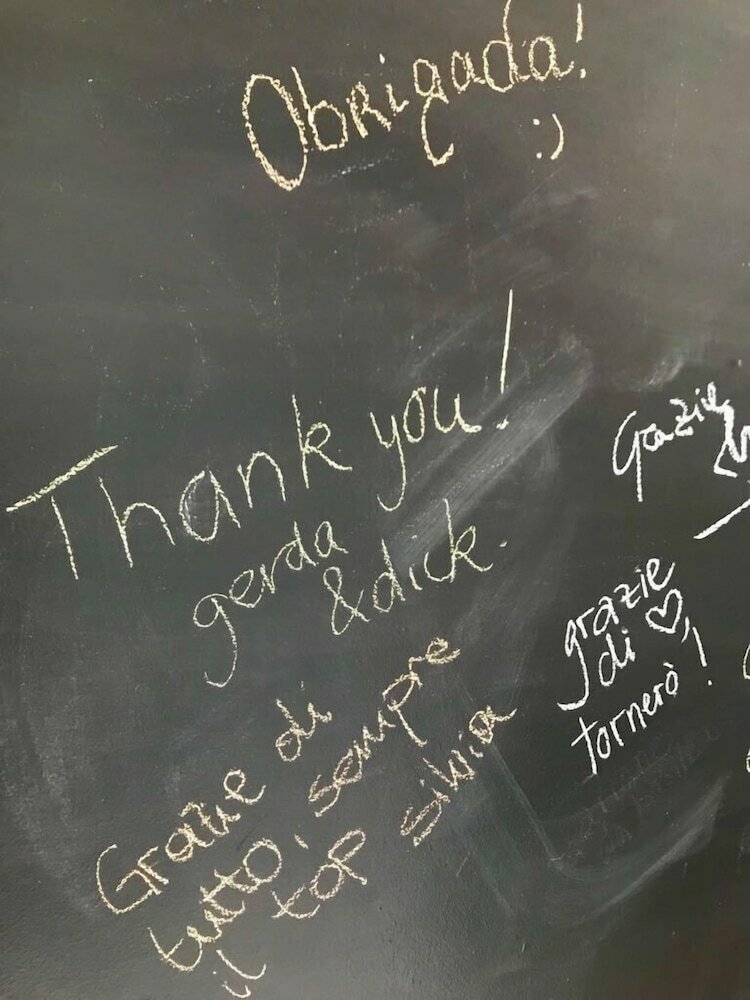 Obrigada!
:)
Thank you!
gerda
& dick.
Grazie
grazie
di ♡,
tornerò!
Grazie di
tutto, sempre
il top silvia